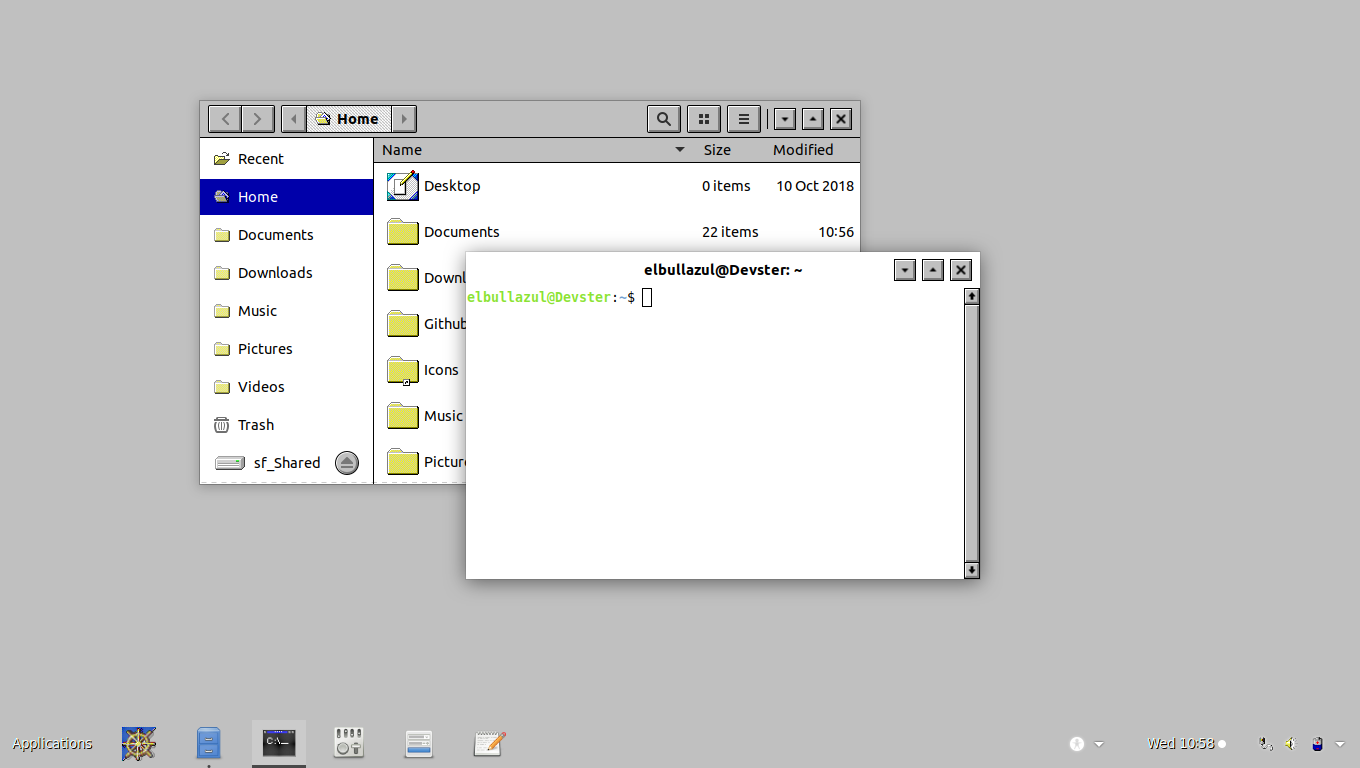 Home
Recent
Home
Documents
Downloads
Music
Pictures
Videos
Trash
sf_Shared
Name Size Modified
Desktop 0 items 10 Oct 2018
Documents 22 items 10:56
Downl
Github
Icons
Music
Pictur
elbullazul@Devster: ~
elbullazul@Devster:~$
Applications
C:\_
Wed 10:58